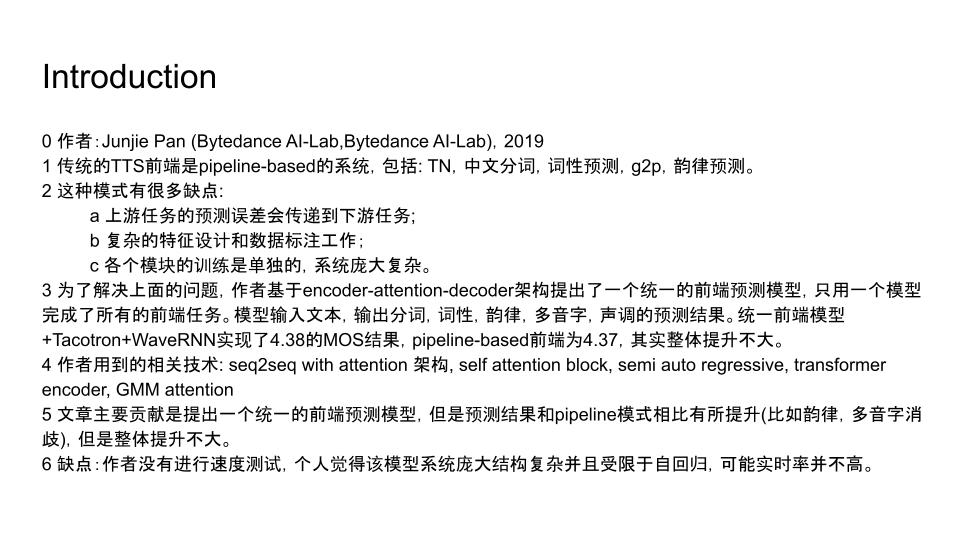 Introduction
0 作者：Junjie Pan (Bytedance AI-Lab,Bytedance AI-Lab)，2019
1 传统的TTS前端是pipeline-based的系统，包括: TN，中文分词，词性预测，g2p，韵律预测。
2 这种模式有很多缺点:
a 上游任务的预测误差会传递到下游任务;
b 复杂的特征设计和数据标注工作;
c 各个模块的训练是单独的，系统庞大复杂。
3 为了解决上面的问题，作者基于encoder-attention-decoder架构提出了一个统一的前端预测模型，只用一个模型
完成了所有的前端任务。模型输入文本，输出分词，词性，韵律，多音字，声调的预测结果。统一前端模型
+Tacotron+WaveRNN实现了4.38的MOS结果，pipeline-based前端为4.37，其实整体提升不大。
4 作者用到的相关技术: seq2seq with attention 架构, self attention block, semi auto regressive, transformer
encoder, GMM attention
5 文章主要贡献是提出一个统一的前端预测模型，但是预测结果和pipeline模式相比有所提升(比如韵律，多音字消
歧)，但是整体提升不大。
6 缺点：作者没有进行速度测试，个人觉得该模型系统庞大结构复杂并且受限于自回归，可能实时率并不高。